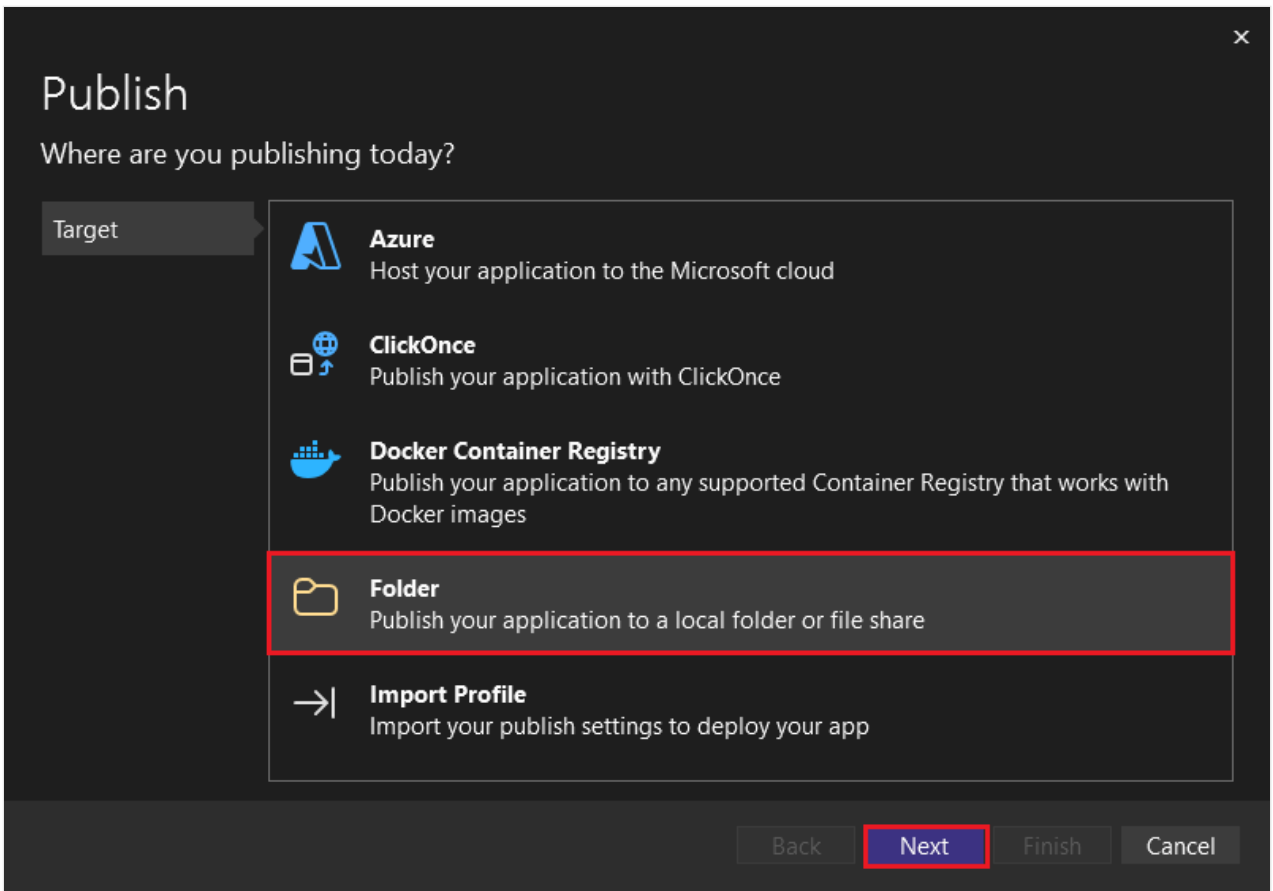 Publish
Where are you publishing today?
Target
Azure
Host your application to the Microsoft cloud
ClickOnce
Publish your application with ClickOnce
Docker Container Registry
Publish your application to any supported Container Registry that works with
Docker images
Folder
Publish your application to a local folder or file share
Import Profile
Import your publish settings to deploy your app
Back
Next
Finish
Cancel